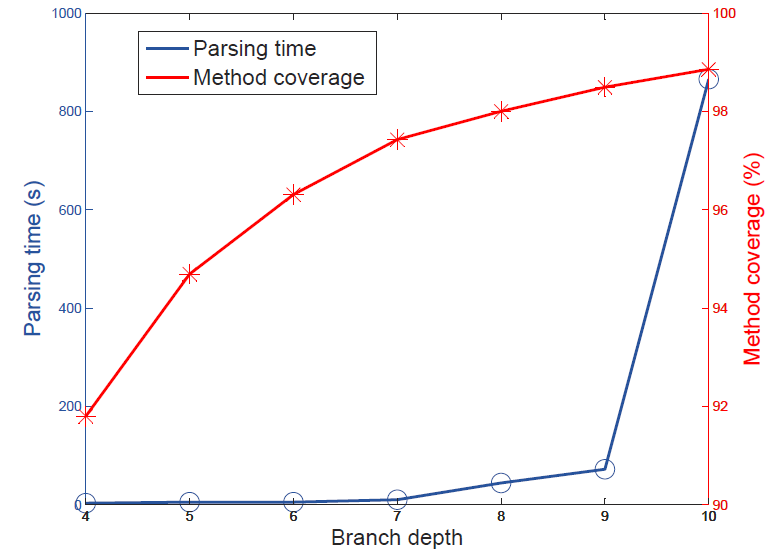 1000
800
600
400
200
0
Parsing time (s)
Parsing time
Method coverage
100
98
96
94
92
90
Method coverage (%)
4 5 6 7 8 9 10
Branch depth